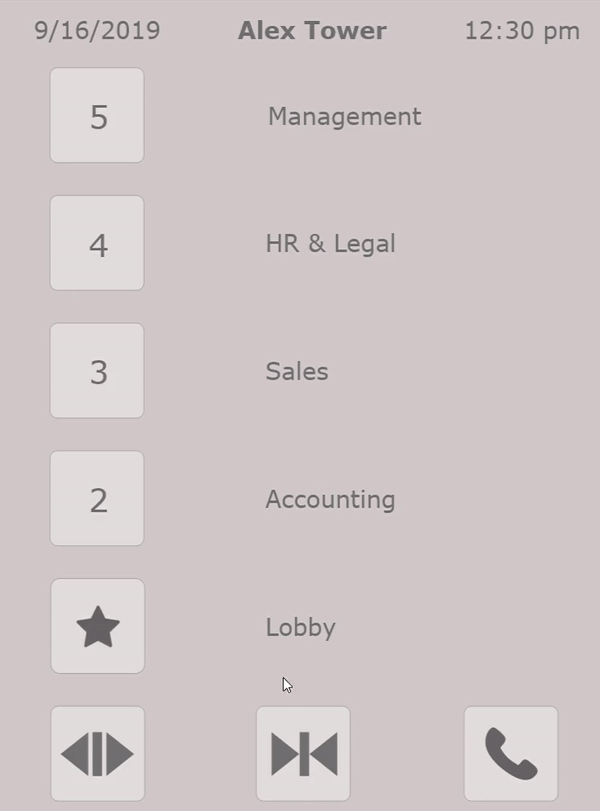 9/16/2019 Alex Tower 12:30 pm
5 Management
4 HR & Legal
3 Sales
2 Accounting
Lobby